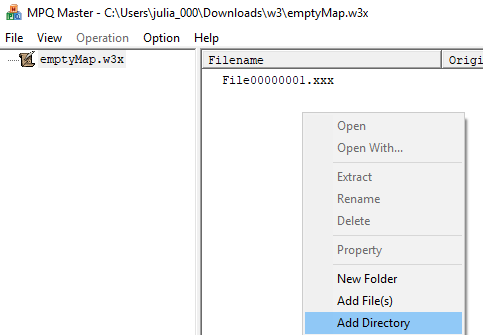 MPQ Master - C:\Users\julia_000\Downloads\w3\emptyMap.w3x
File View Operation Option Help
emptyMap.w3x
Filename Origi
File00000001.xxx
Open
Open With...
Extract
Rename
Delete
Property
New Folder
Add File(s)
Add Directory